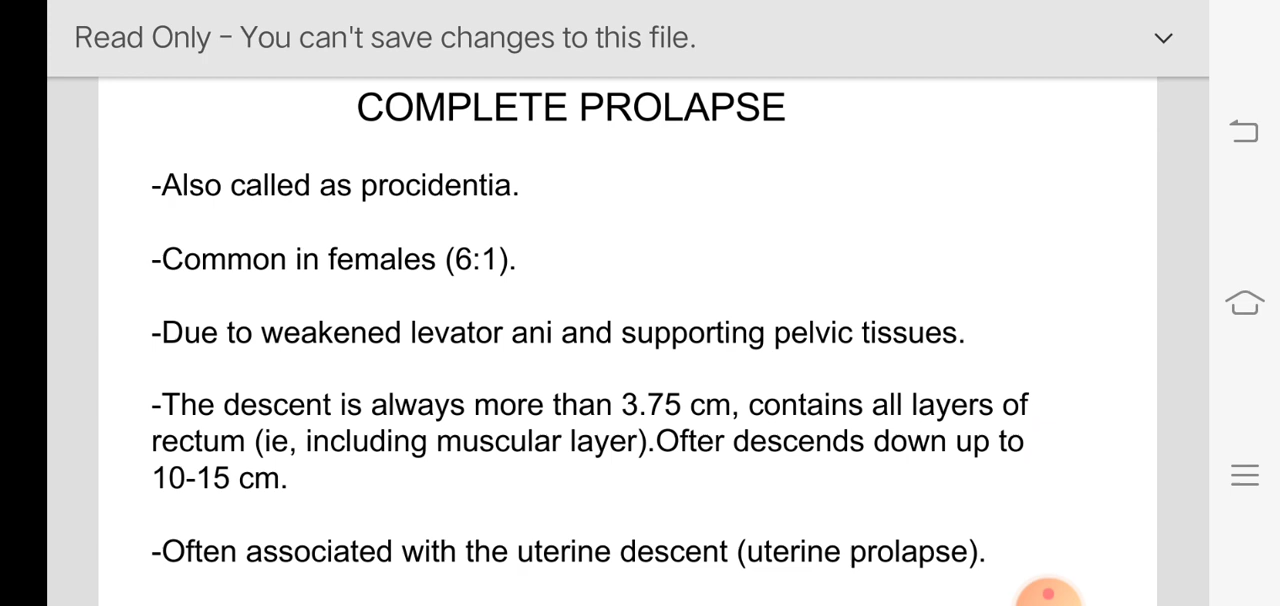 Read Only - You can't save changes to this file.
COMPLETE PROLAPSE
-Also called as procidentia.
-Common in females (6:1).
-Due to weakened levator ani and supporting pelvic tissues.
-The descent is always more than 3.75 cm, contains all layers of
rectum (ie, including muscular layer).Ofter descends down up to
10-15 cm.
-Often associated with the uterine descent (uterine prolapse).